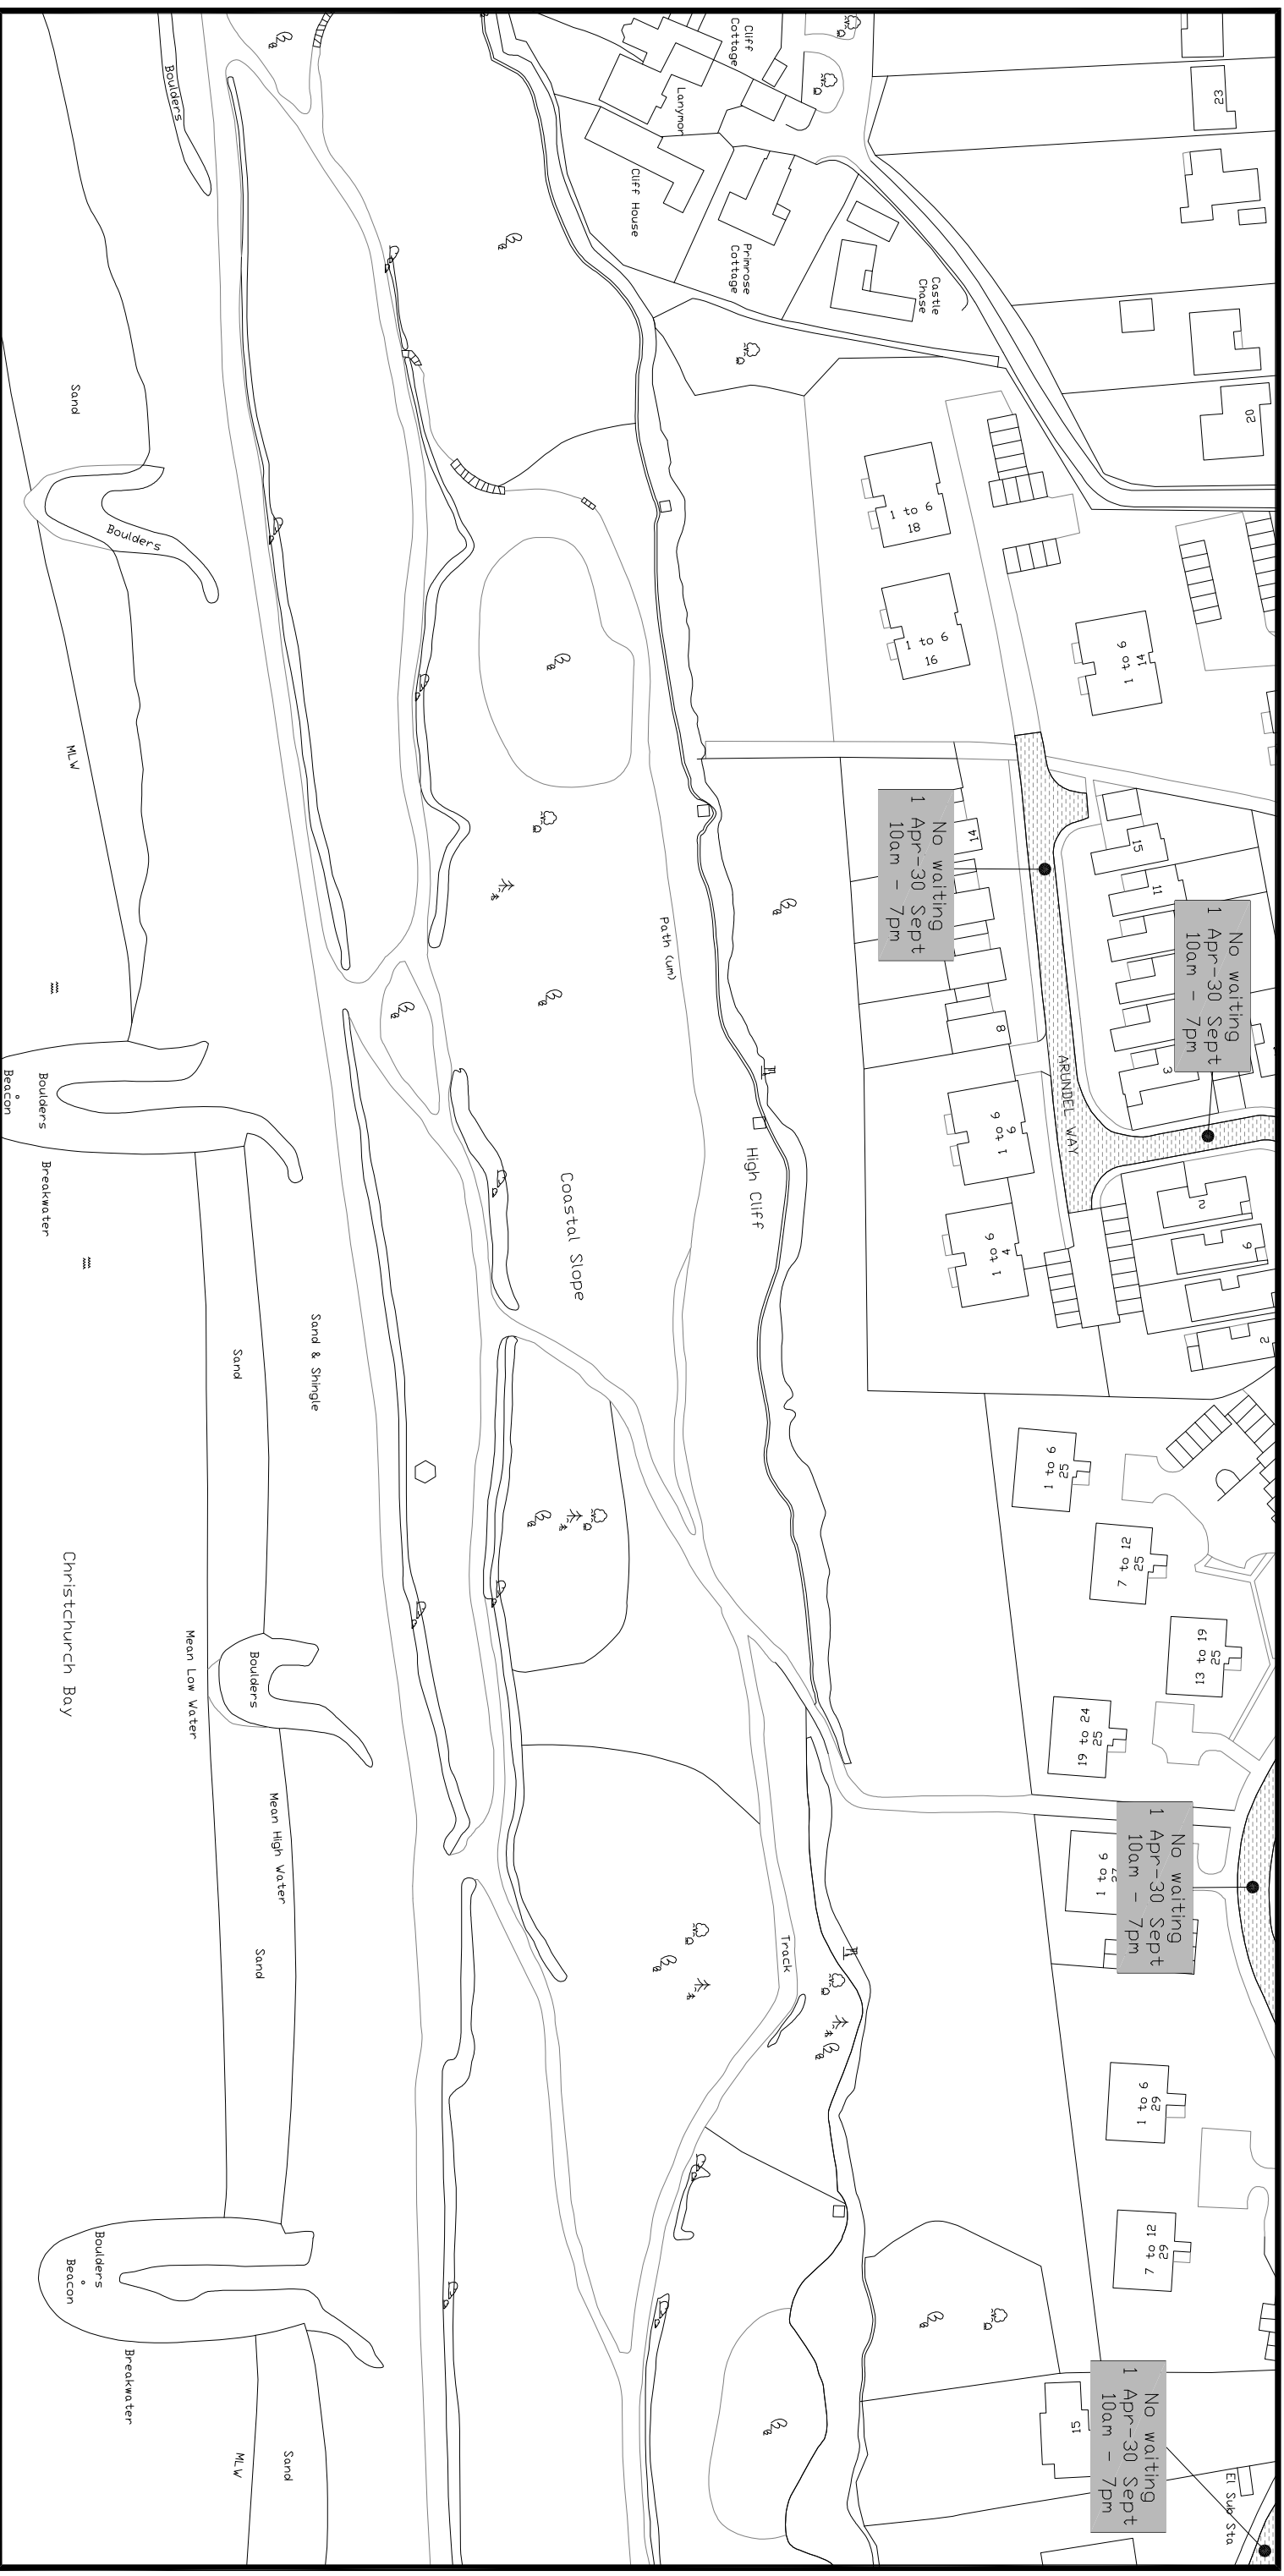 Cliff
Cottage
Lanymor
Cliff House
Primrose
Cottage
Castle
Chase
23
20
1 to 6
18
1 to 6
16
14
1 to 6
14
15
11
3
8
No waiting
1 Apr-30 Sept
10am - 7pm
No waiting
1 Apr-30 Sept
10am - 7pm
ARUNDEL WAY
9
1 to 6
4
1 to 6
2
6
2
1 to 6
25
7 to 12
25
13 to 19
25
19 to 24
25
No waiting
1 Apr-30 Sept
10am - 7pm
1 to 6
1 to 6
29
7 to 12
29
No waiting
1 Apr-30 Sept
10am - 7pm
15
El Sub Sta
Path (um)
High Cliff
Coastal Slope
Track
Boulders
Sand
Boulders
MLW
Boulders
Beacon
Breakwater
Sand & Shingle
Sand
Christchurch Bay
Mean Low Water
Boulders
Mean High Water
Sand
Boulders
Beacon
Breakwater
MLW
Sand